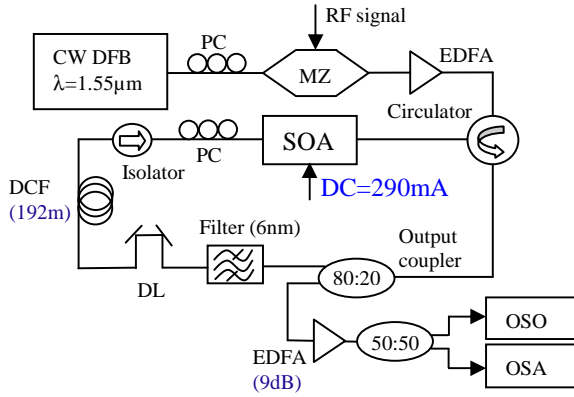 RF signal
CW DFB
λ=1.55µm
PC
MZ
EDFA
Circulator
Isolator
PC
SOA
DC=290mA
DCF
(192m)
DL
Filter (6nm)
Output
coupler
80:20
EDFA
(9dB)
50:50
OSO
OSA